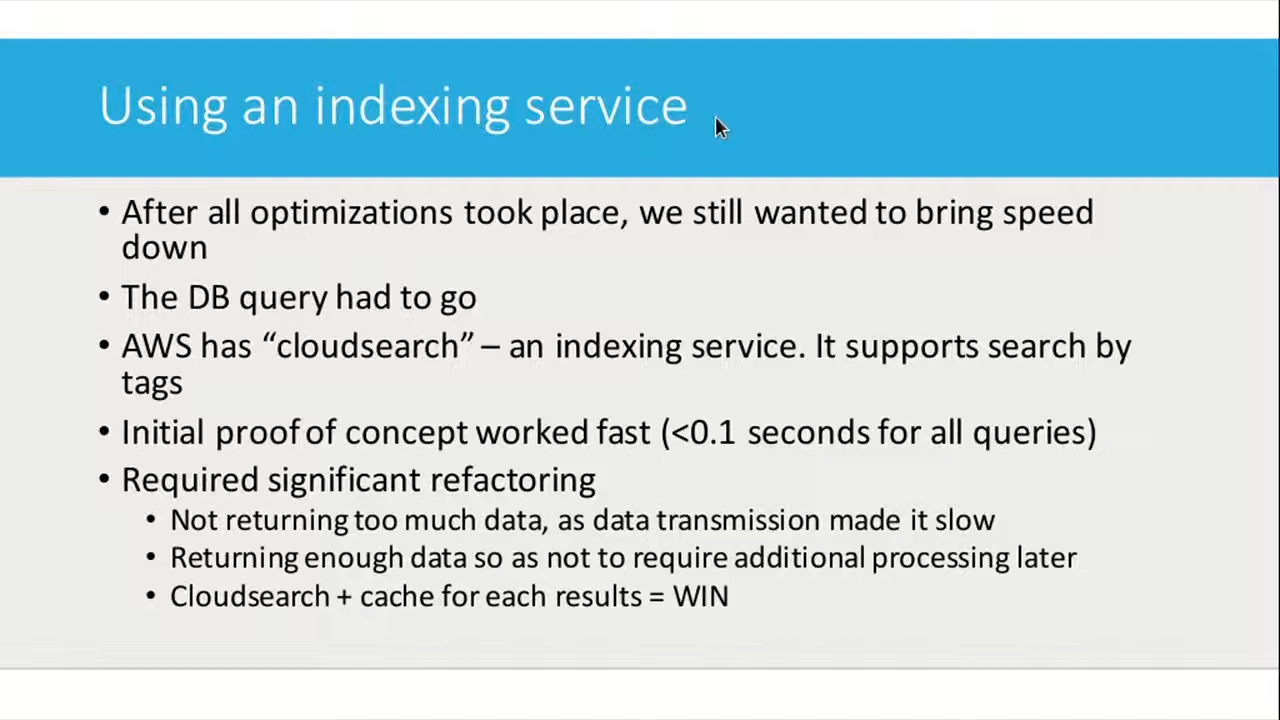 Using an indexing service
• After all optimizations took place, we still wanted to bring speed
down
• The DB query had to go
• AWS has “cloudsearch” – an indexing service. It supports search by
tags
• Initial proof of concept worked fast (<0.1 seconds for all queries)
• Required significant refactoring
• Not returning too much data, as data transmission made it slow
• Returning enough data so as not to require additional processing later
• Cloudsearch + cache for each results = WIN